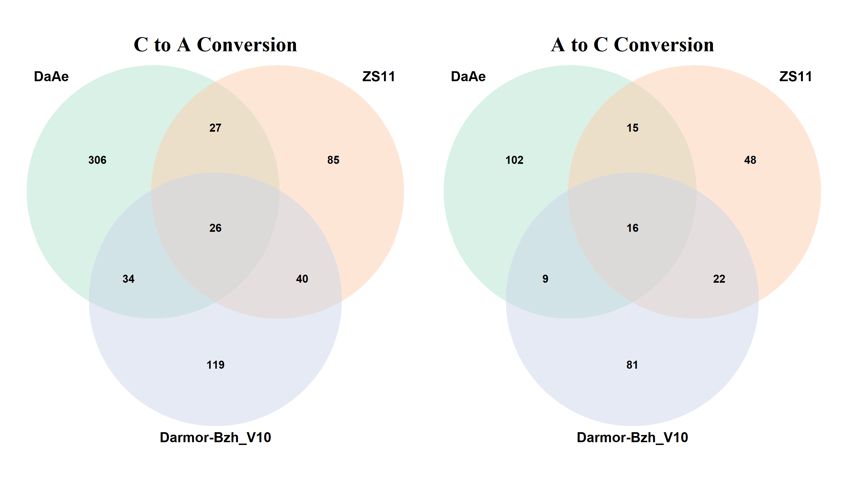 C to A Conversion
DaAe
ZS11
27
306
85
26
34
40
119
Darmor-Bzh_V10
A to C Conversion
DaAe
ZS11
15
102
48
16
9
22
81
Darmor-Bzh_V10